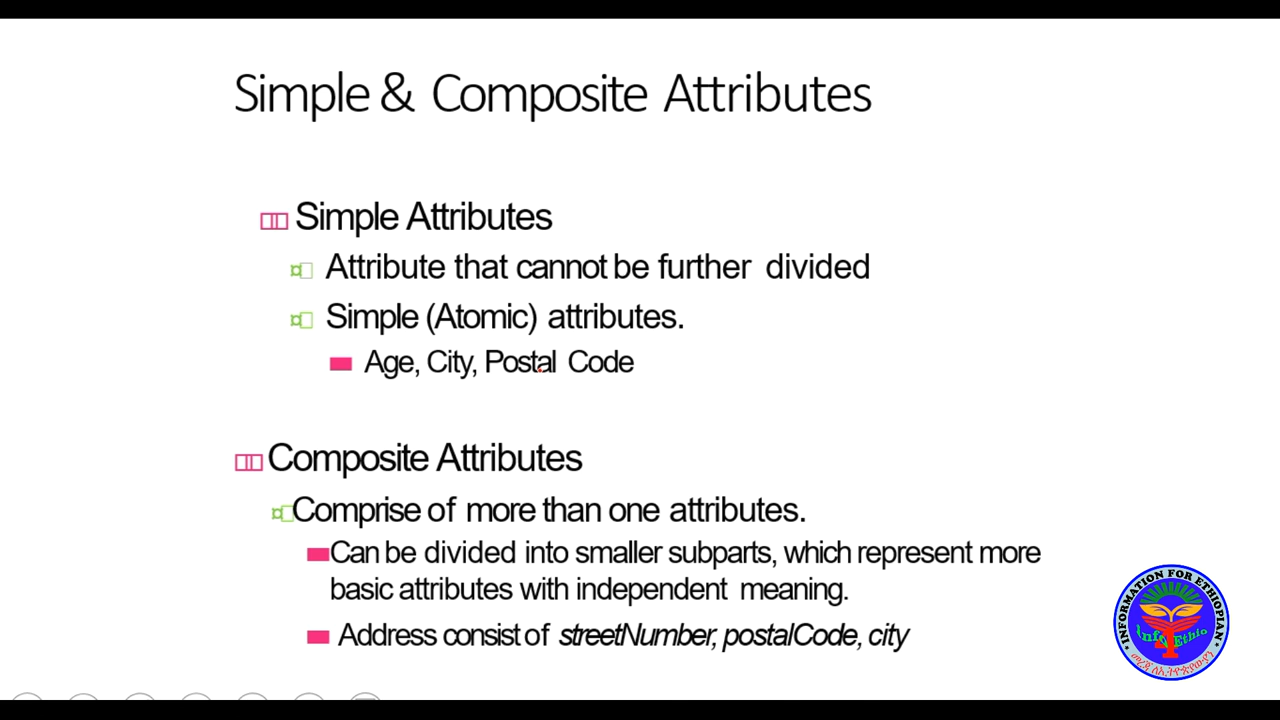 Simple & Composite Attributes
Simple Attributes
Attribute that cannot be further divided
Simple (Atomic) attributes.
Age, City, Postal Code
Composite Attributes
Comprise of more than one attributes.
Can be divided into smaller subparts, which represent more
basic attributes with independent meaning.
Address consist of streetNumber, postalCode, city
INFORMATION FOR ETHIOPIAN
Info Ethio
መረጃ ለኢትዮጵያውያን